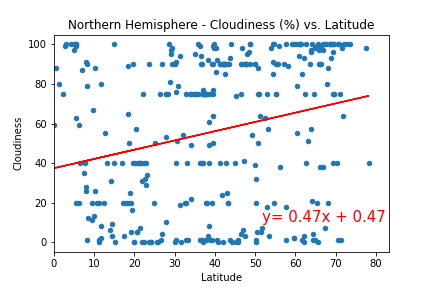 Northern Hemisphere - Cloudiness (%) vs. Latitude
100
80
60
40
20
0
Cloudiness
y= 0.47x + 0.47
0 10 20 30 40 50 60 70 80
Latitude